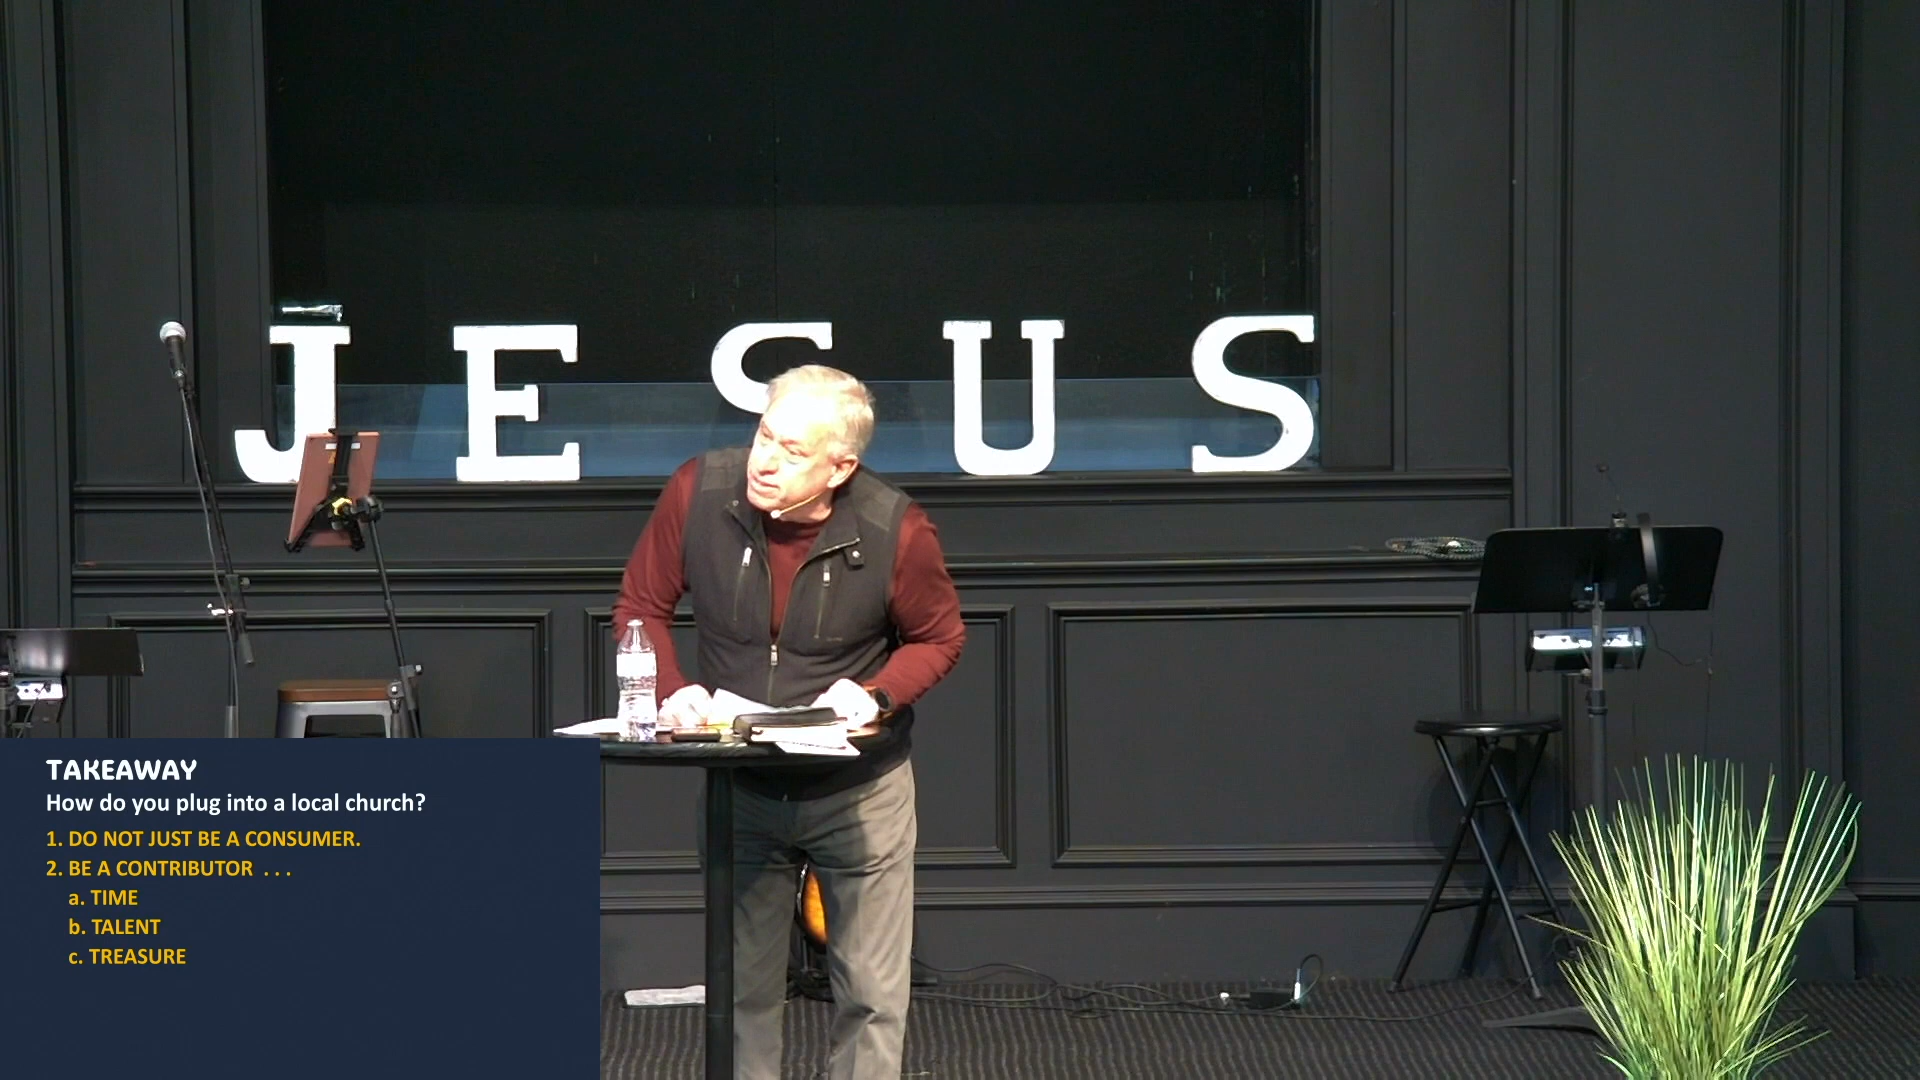 JESUS
TAKEAWAY
How do you plug into a local church?
1. DO NOT JUST BE A CONSUMER.
2. BE A CONTRIBUTOR . . .
a. TIME
b. TALENT
c. TREASURE